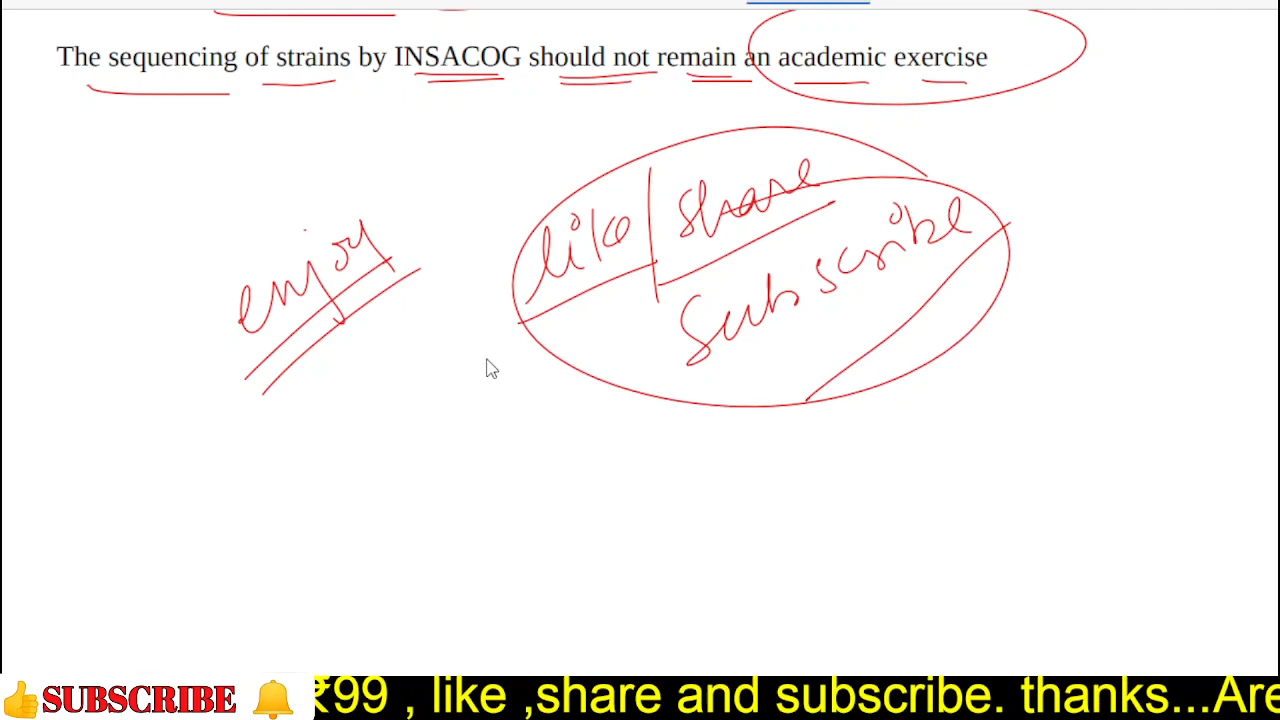 The sequencing of strains by INSACOG should not remain an academic exercise
enjoy
like | share
Subscribe
SUBSCRIBE
₹99 , like ,share and subscribe. thanks...Are